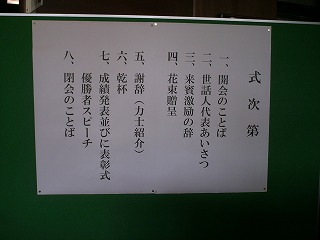 式次第
一、開会のことば
二、世話人代表あいさつ
三、来賓激励の辞
四、花束贈呈
五、謝辞（力士紹介）
六、乾杯
七、成績発表並びに表彰式
優勝者スピーチ
八、閉会のことば